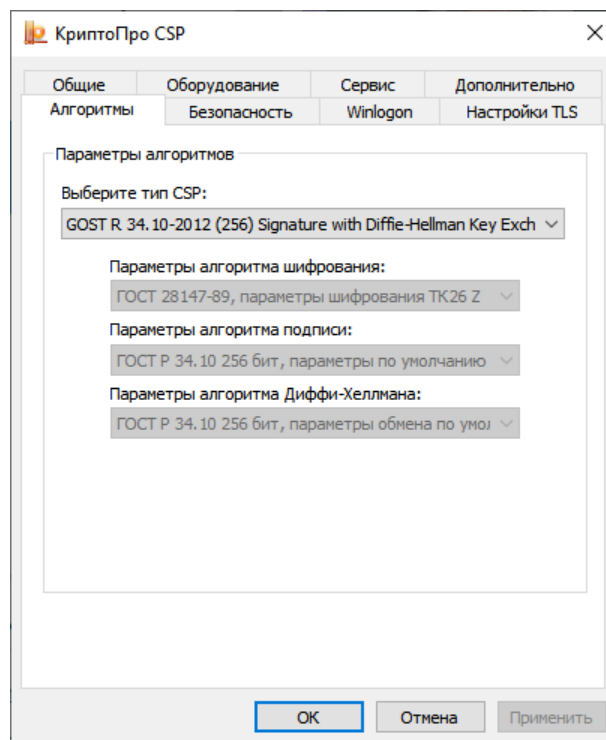 КриптоПро CSP
Общие Оборудование Сервис Дополнительно
Алгоритмы Безопасность Winlogon Настройки TLS
Параметры алгоритмов
Выберите тип CSP:
GOST R 34.10-2012 (256) Signature with Diffie-Hellman Key Exch
Параметры алгоритма шифрования:
ГОСТ 28147-89, параметры шифрования ТК26 Z
Параметры алгоритма подписи:
ГОСТ Р 34.10 256 бит, параметры по умолчанию
Параметры алгоритма Диффи-Хеллмана:
ГОСТ Р 34.10 256 бит, параметры обмена по умол
ОК Отмена Применить